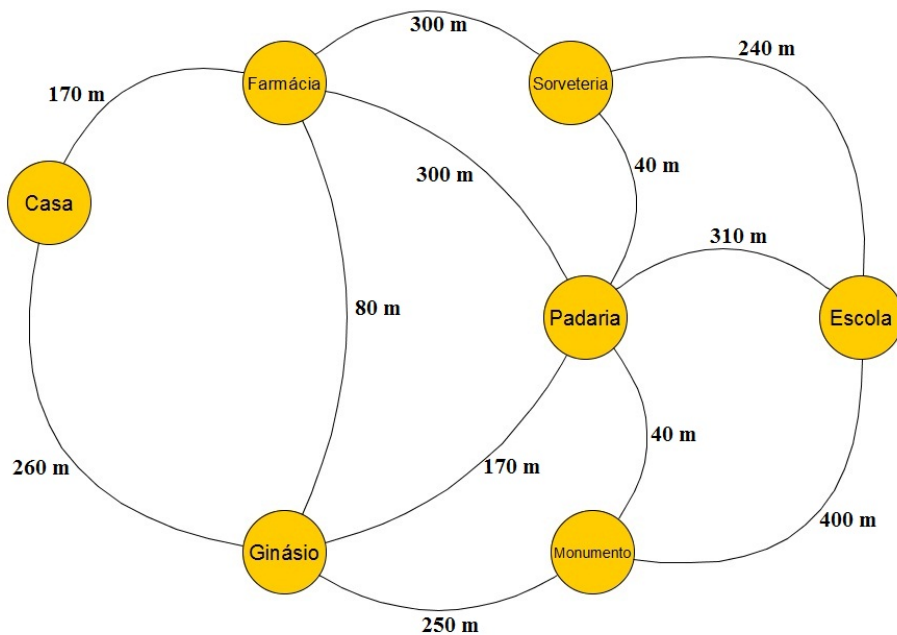 300 m
240 m
Farmácia
Sorveteria
170 m
40 m
300 m
Casa
310 m
80 m
Padaria
Escola
40 m
170 m
260 m
400 m
Ginásio
Monumento
250 m